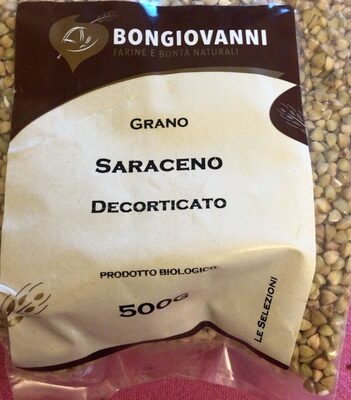 BONGIOVANNI
FARINE E BONTÀ NATURALI
GRANO
SARACENO
DECORTICATO
PRODOTTO BIOLOGICO
500G
LE SELEZIONI